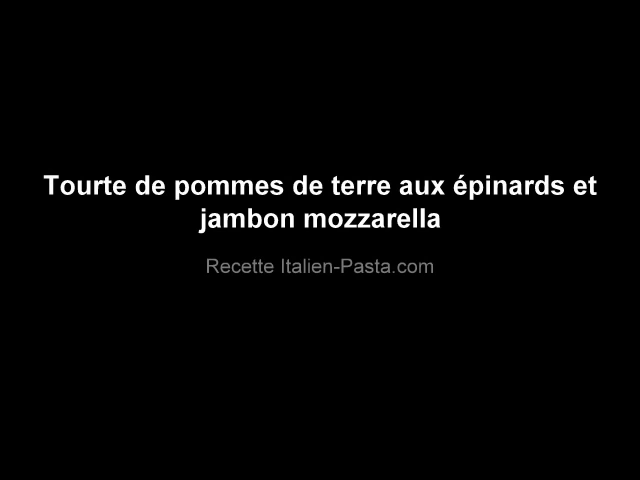 Tourte de pommes de terre aux épinards et
jambon mozzarella
Recette Italien-Pasta.com